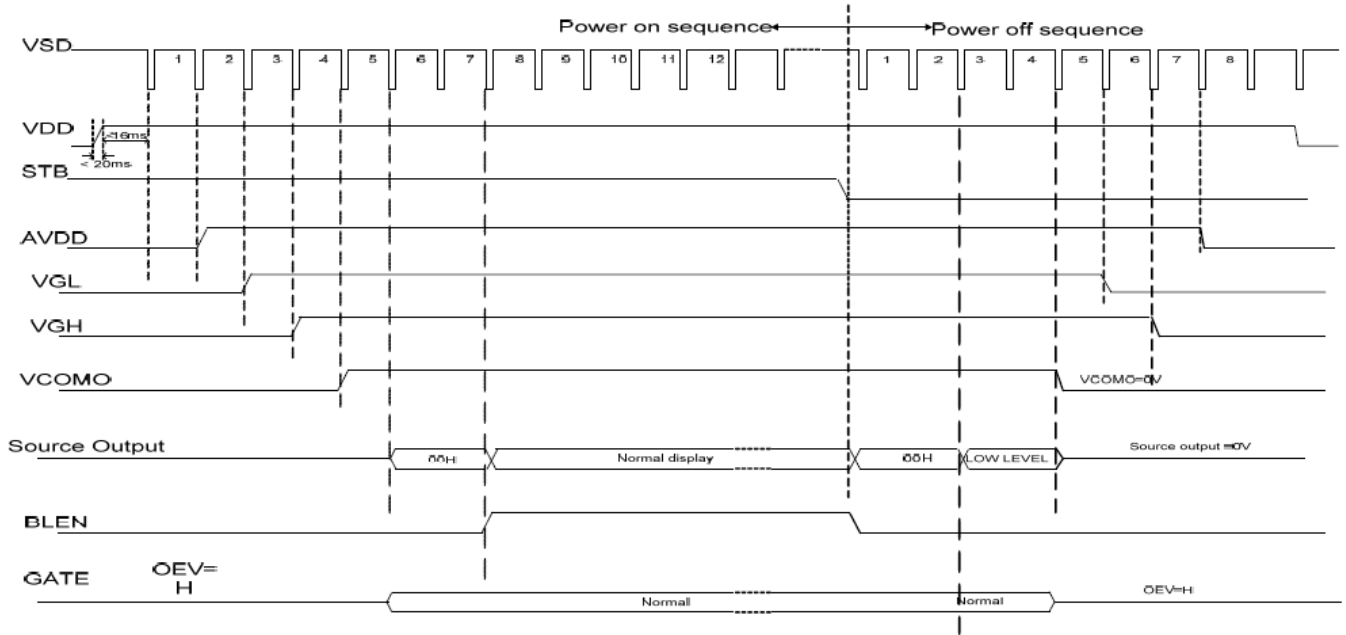 Power on sequence
Power off sequence
VSD
1 2 3 4 5 6 7 8 9 10 11 12
1 2 3 4 5 6 7 8
VDD
<16ms
< 20ms
STB
AVDD
VGL
VGH
VCOMO
VCOMO=0V
Source Output
00H
Normal display
00H
LOW LEVEL
Source output =0V
BLEN
GATE
OEV=
H
Normal
Normal
OEV=H